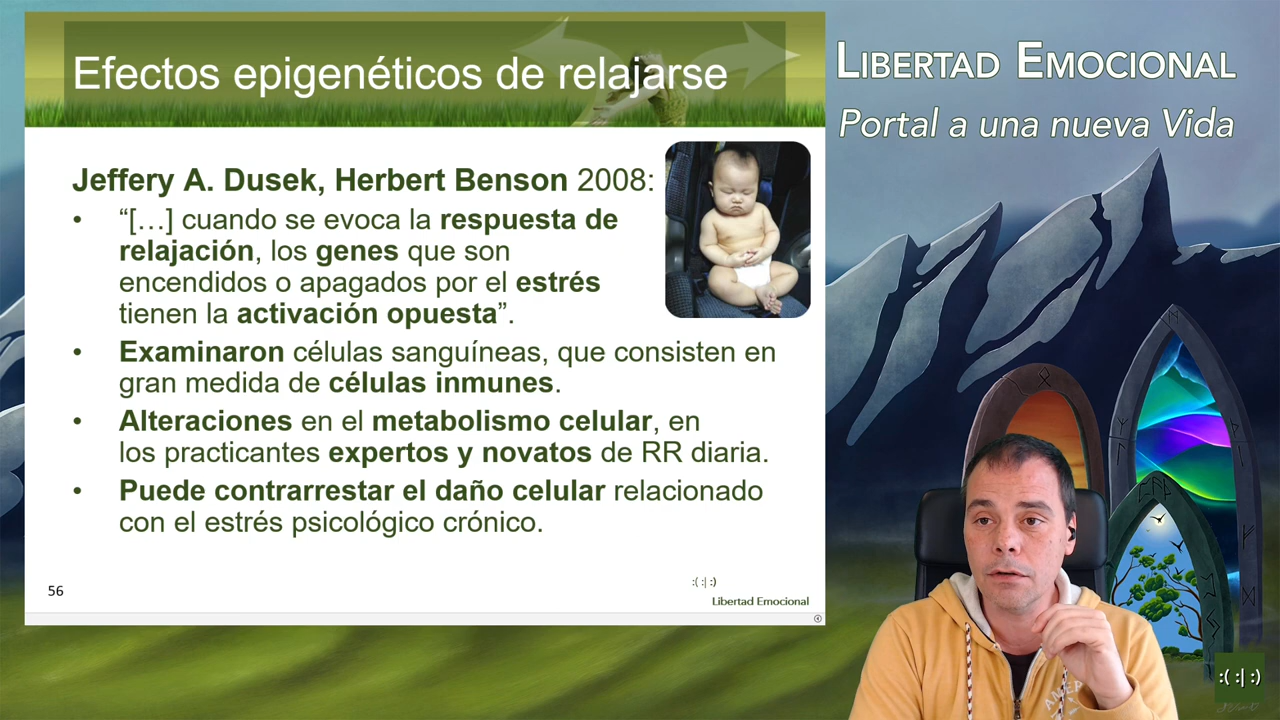 Efectos epigenéticos de relajarse
LIBERTAD EMOCIONAL
Portal a una nueva Vida
Jeffery A. Dusek, Herbert Benson 2008:
• “[…] cuando se evoca la respuesta de
relajación, los genes que son
encendidos o apagados por el estrés
tienen la activación opuesta”.
• Examinaron células sanguíneas, que consisten en
gran medida de células inmunes.
• Alteraciones en el metabolismo celular, en
los practicantes expertos y novatos de RR diaria.
• Puede contrarrestar el daño celular relacionado
con el estrés psicológico crónico.
56
:( :| :)
Libertad Emocional
:( :| :)